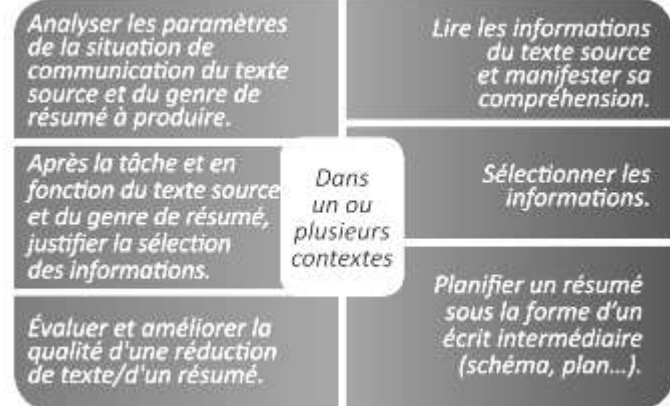 Analyser les paramètres
de la situation de
communication du texte
source et du genre de
résumé à produire.
Lire les informations
du texte source
et manifester sa
compréhension.
Après la tâche et en
fonction du texte source
et du genre de résumé,
justifier la sélection
des informations.
Dans
un ou
plusieurs
contextes
Sélectionner les
informations.
Évaluer et améliorer la
qualité d'une réduction
de texte/d'un résumé.
Planifier un résumé
sous la forme d'un
écrit intermédiaire
(schéma, plan...).